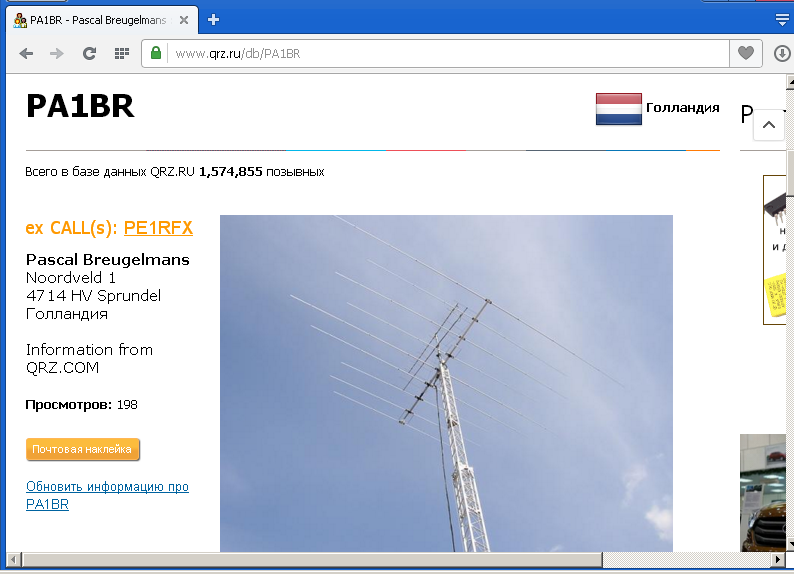 PA1BR - Pascal Breugelmans
www.qrz.ru/db/PA1BR
PA1BR
Голландия
Р
Всего в базе данных QRZ.RU 1,574,855 позывных
ex CALL(s): PE1RFX
Pascal Breugelmans
Noordveld 1
4714 HV Sprundel
Голландия
Information from
QRZ.COM
Просмотров: 198
Почтовая наклейка
Обновить информацию про
PA1BR
н
и д